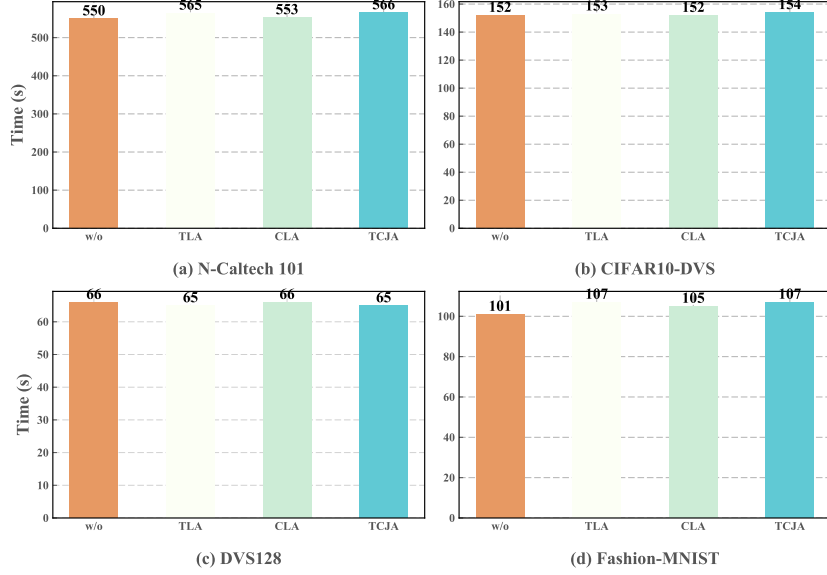 550 565 553 566
Time (s)
500
400
300
200
100
0
w/o TLA CLA TCJA
(a) N-Caltech 101
152 153 152 154
160
140
120
100
80
60
40
20
0
w/o TLA CLA TCJA
(b) CIFAR10-DVS
66 65 66 65
Time (s)
60
50
40
30
20
10
0
w/o TLA CLA TCJA
(c) DVS128
101 107 105 107
100
80
60
40
20
0
w/o TLA CLA TCJA
(d) Fashion-MNIST